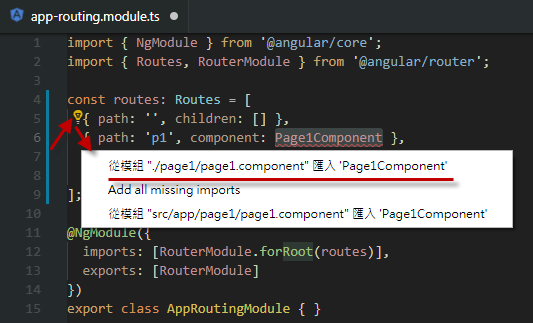 app-routing.module.ts
1 import { NgModule } from '@angular/core';
2 import { Routes, RouterModule } from '@angular/router';
3
4 const routes: Routes = [
5 { path: '', children: [] },
6 { path: 'p1', component: Page1Component },
7
從模組 "./page1/page1.component" 匯入 'Page1Component'
8
Add all missing imports
9 ];
從模組 "src/app/page1/page1.component" 匯入 'Page1Component'
10
11 @NgModule({
12 imports: [RouterModule.forRoot(routes)],
13 exports: [RouterModule]
14 })
15 export class AppRoutingModule { }